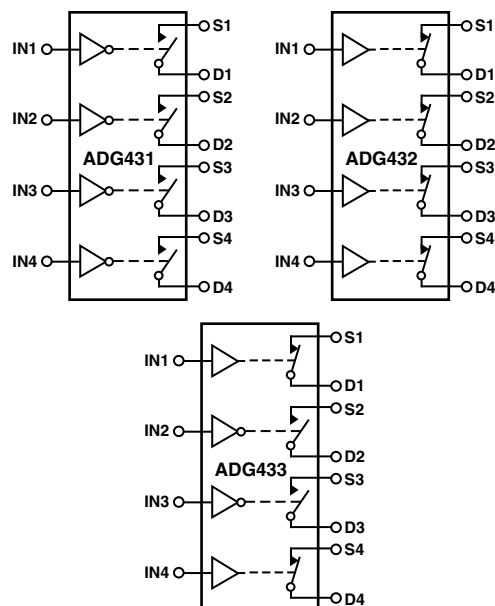 IN1 S1
D1
IN2 S2
D2
ADG431
IN3 S3
D3
IN4 S4
D4
IN1 S1
D1
IN2 S2
D2
ADG432
IN3 S3
D3
IN4 S4
D4
IN1 S1
D1
IN2 S2
D2
ADG433
IN3 S3
D3
IN4 S4
D4